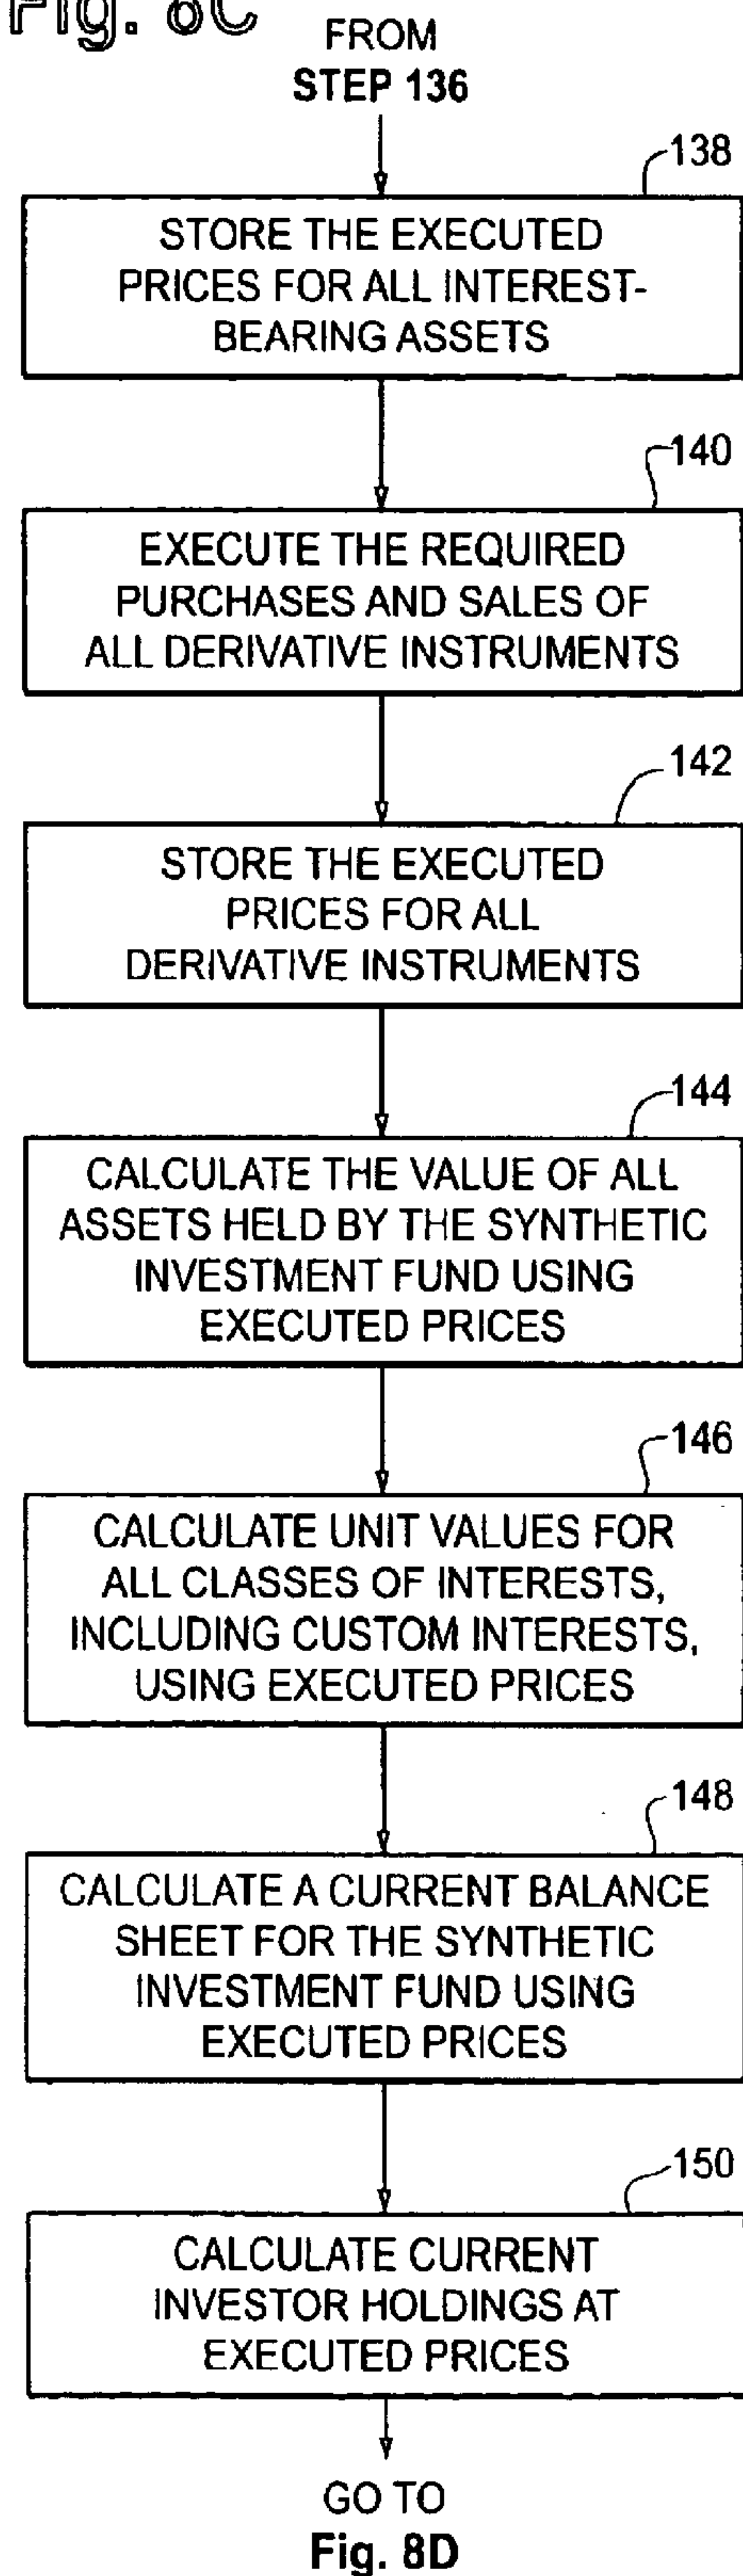 Fig. 8C
FROM
STEP 136
138
STORE THE EXECUTED
PRICES FOR ALL INTEREST-
BEARING ASSETS
140
EXECUTE THE REQUIRED
PURCHASES AND SALES OF
ALL DERIVATIVE INSTRUMENTS
142
STORE THE EXECUTED
PRICES FOR ALL
DERIVATIVE INSTRUMENTS
144
CALCULATE THE VALUE OF ALL
ASSETS HELD BY THE SYNTHETIC
INVESTMENT FUND USING
EXECUTED PRICES
146
CALCULATE UNIT VALUES FOR
ALL CLASSES OF INTERESTS,
INCLUDING CUSTOM INTERESTS,
USING EXECUTED PRICES
148
CALCULATE A CURRENT BALANCE
SHEET FOR THE SYNTHETIC
INVESTMENT FUND USING
EXECUTED PRICES
150
CALCULATE CURRENT
INVESTOR HOLDINGS AT
EXECUTED PRICES
GO TO
Fig. 8D